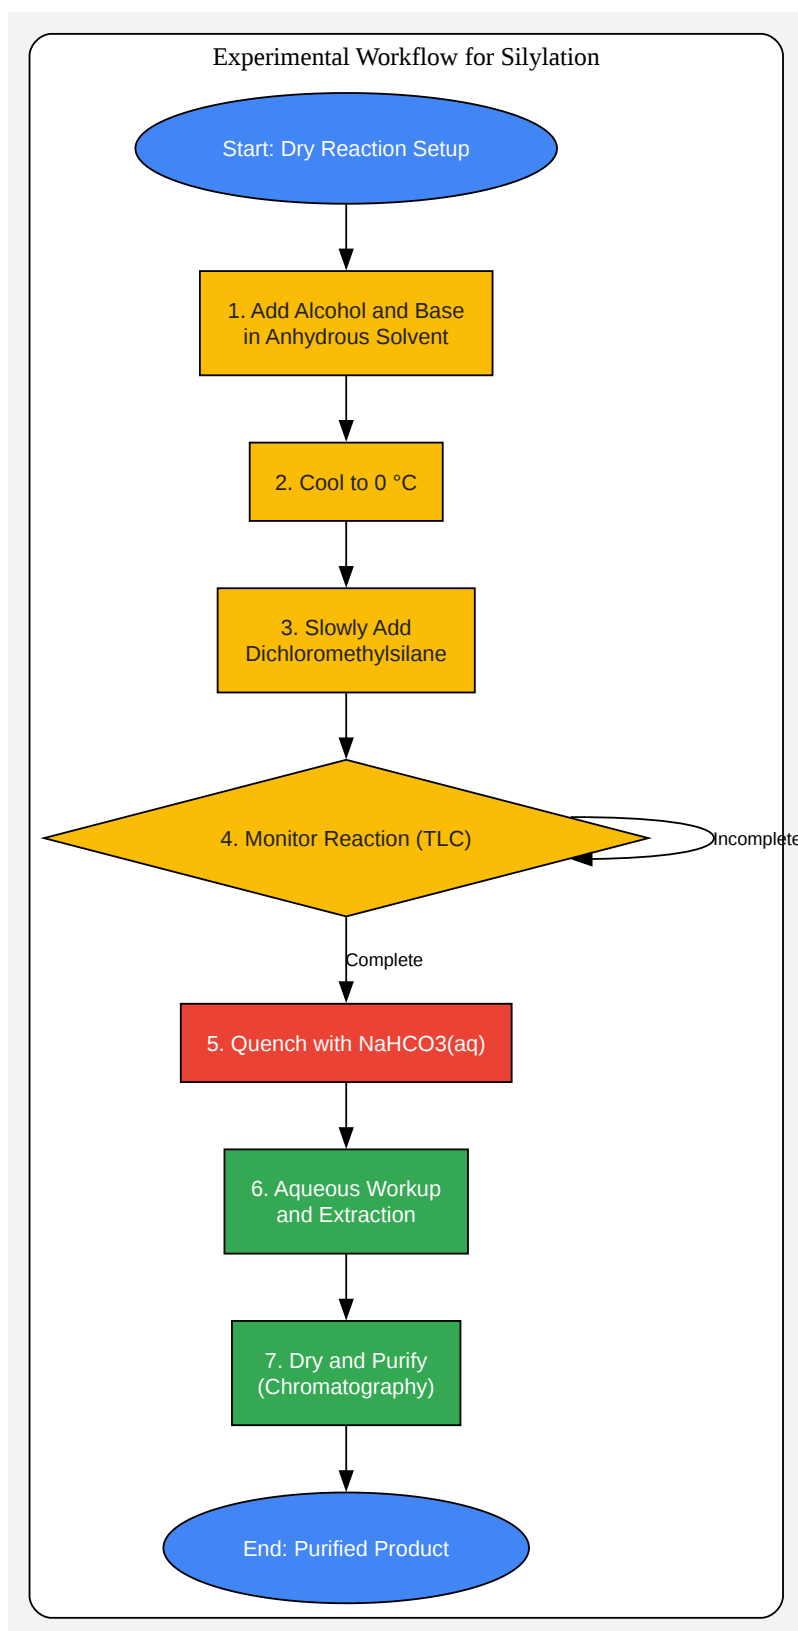 Experimental Workflow for Silylation
Start: Dry Reaction Setup
1. Add Alcohol and Base
in Anhydrous Solvent
2. Cool to 0 °C
3. Slowly Add
Dichloromethylsilane
4. Monitor Reaction (TLC)
Incomplete
Complete
5. Quench with NaHCO3(aq)
6. Aqueous Workup
and Extraction
7. Dry and Purify
(Chromatography)
End: Purified Product